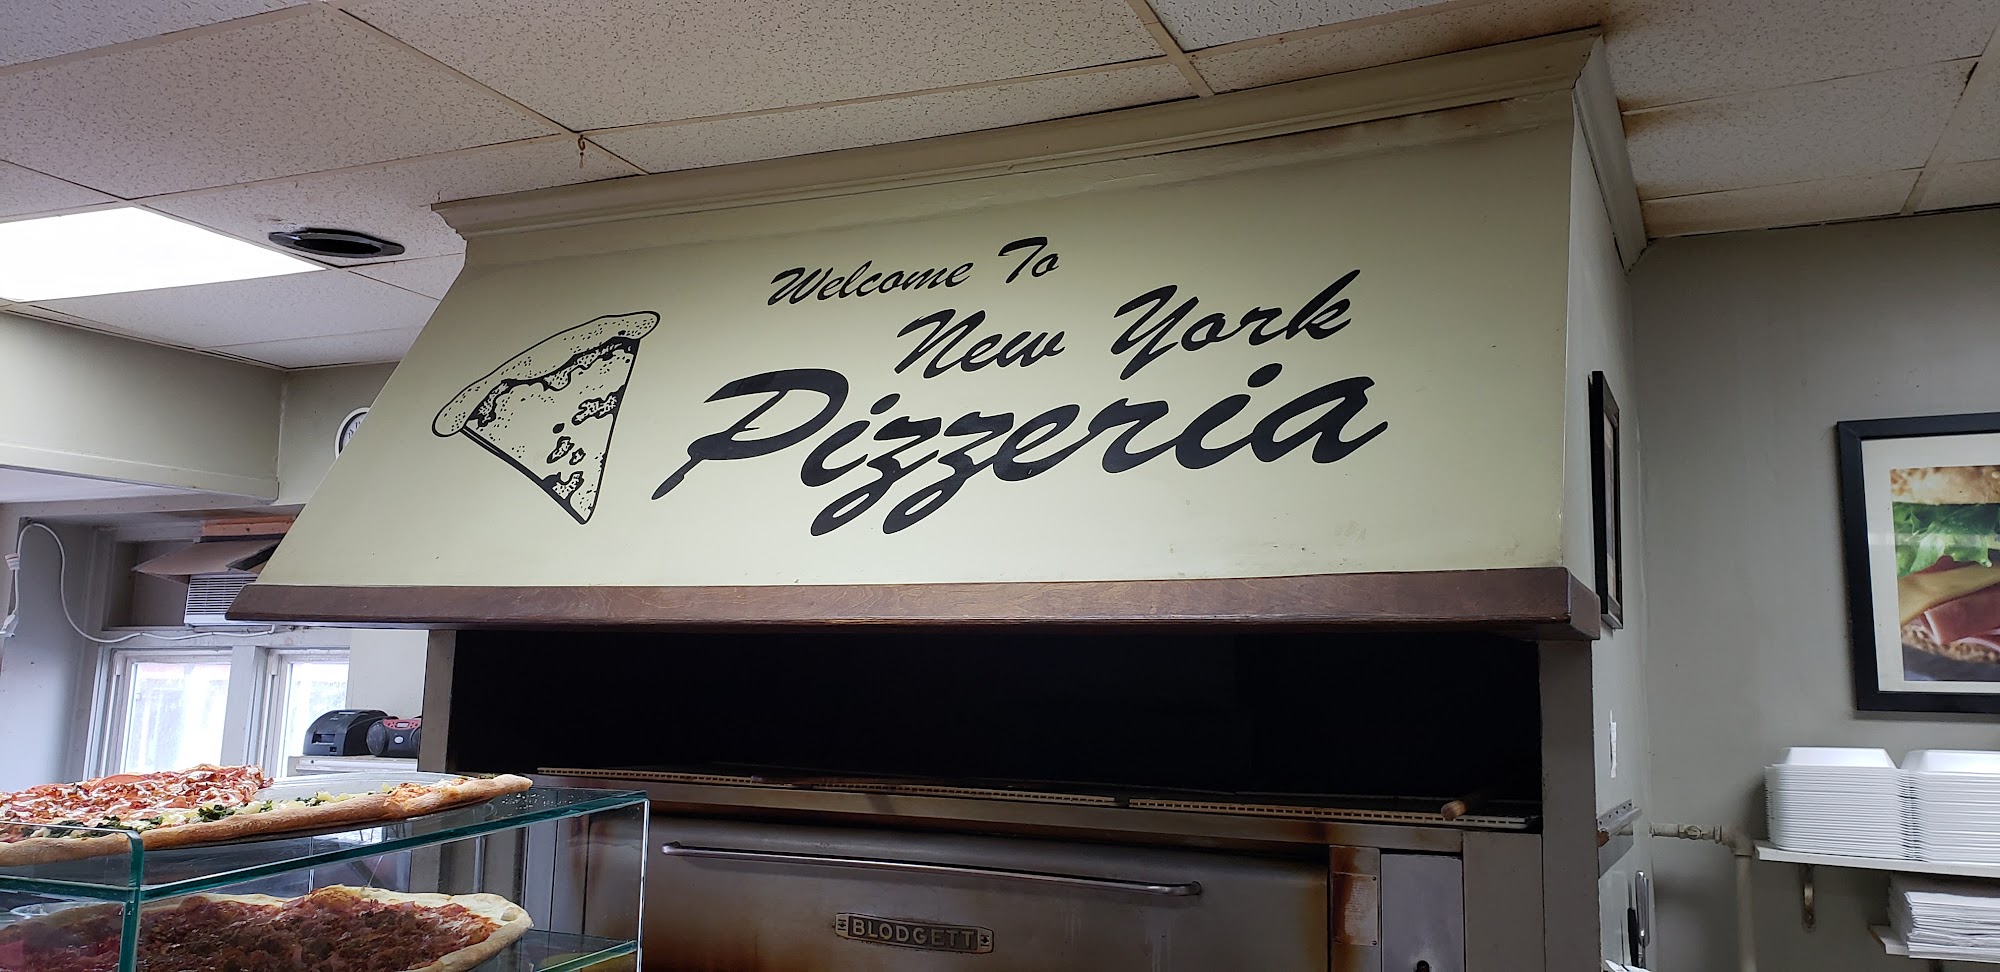 Welcome To
New York
Pizzeria
BLODGETT